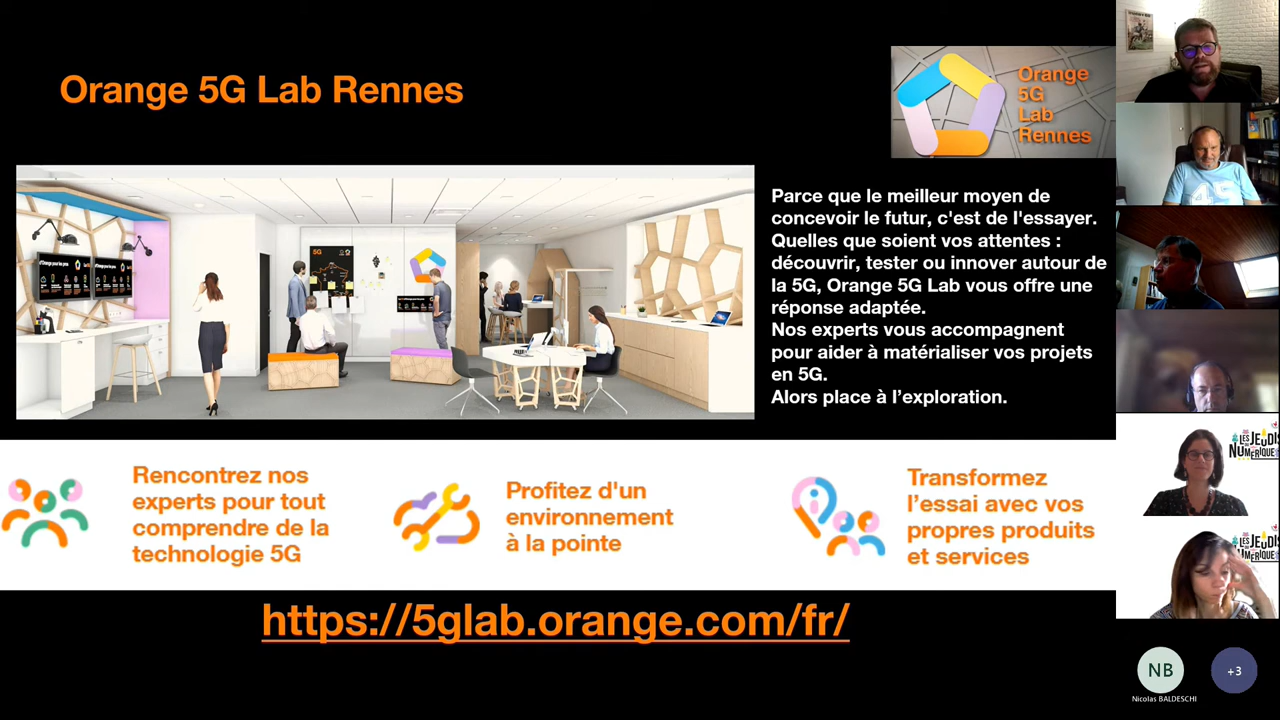 Orange 5G Lab Rennes
Orange
5G
Lab
Rennes
5G
Parce que le meilleur moyen de
concevoir le futur, c'est de l'essayer.
Quelles que soient vos attentes :
découvrir, tester ou innover autour de
la 5G, Orange 5G Lab vous offre une
réponse adaptée.
Nos experts vous accompagnent
pour aider à matérialiser vos projets
en 5G.
Alors place à l’exploration.
Rencontrez nos
experts pour tout
comprendre de la
technologie 5G
Profitez d'un
environnement
à la pointe
Transformez
l’essai avec vos
propres produits
et services
https://5glab.orange.com/fr/
LES JEUDIS
NUMÉRIQUE
NB
+3
Nicolas BALDESCHI